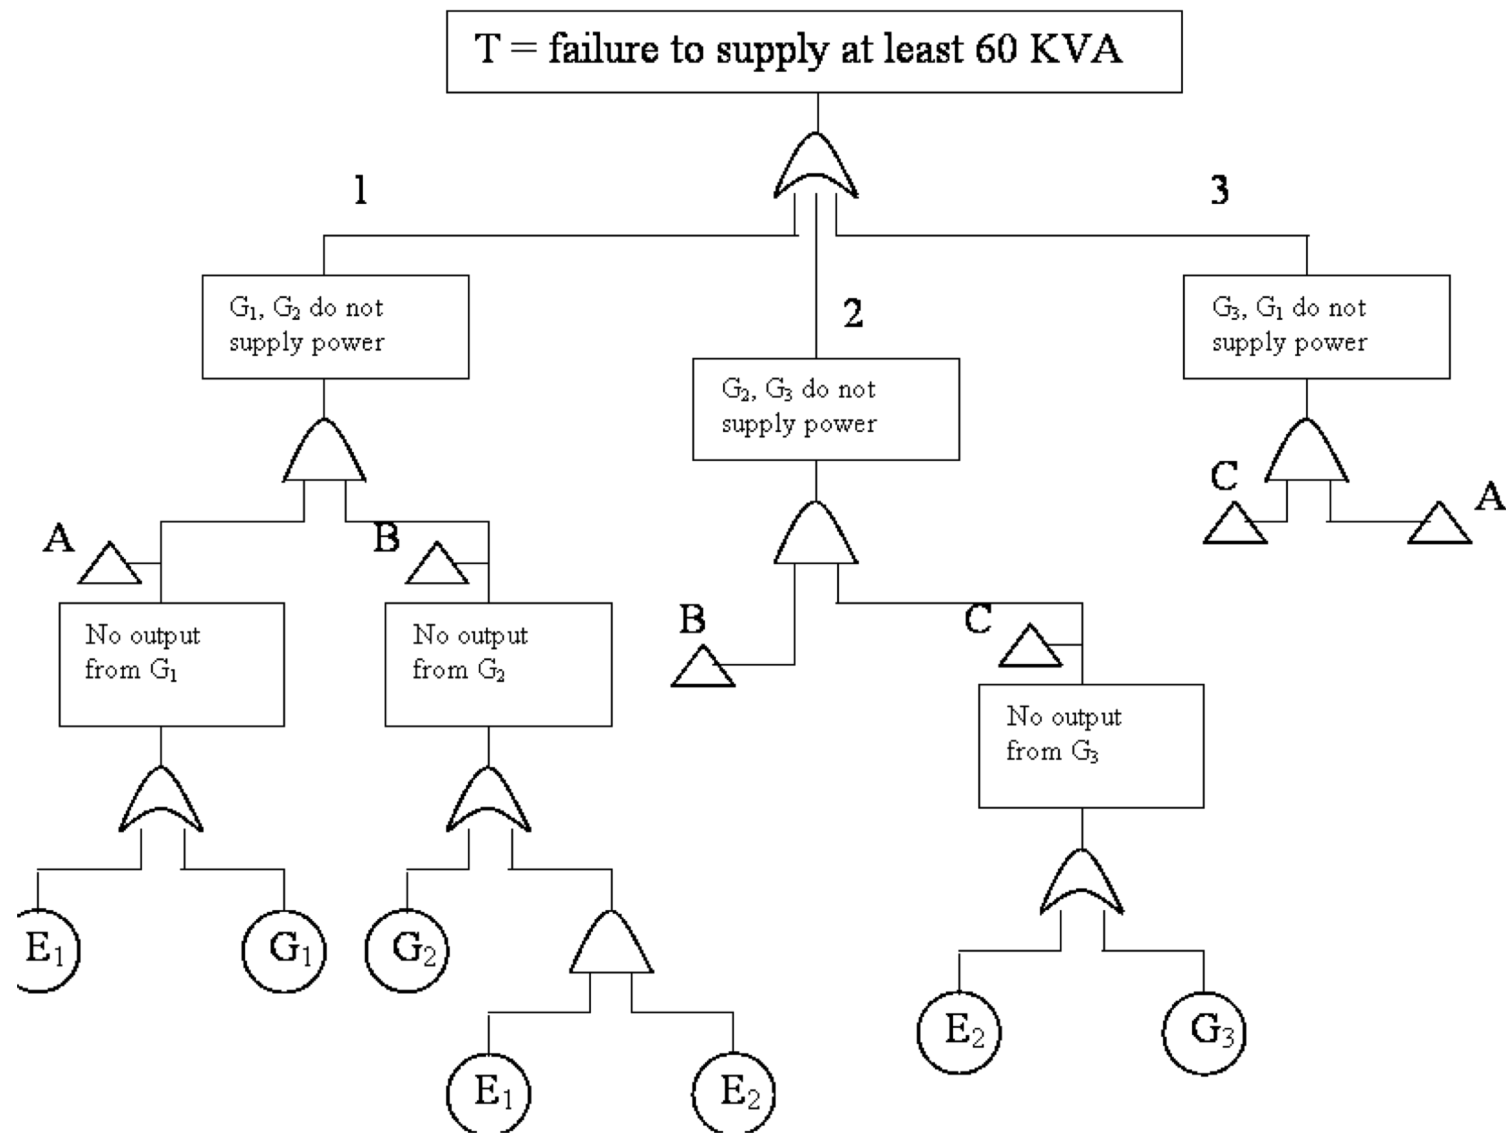 T = failure to supply at least 60 KVA
1
3
G₁, G₂ do not
supply power
2
G₃, G₁ do not
supply power
G₂, G₃ do not
supply power
C
A
A
B
No output
from G₁
No output
from G₂
B
C
No output
from G₃
E₁
G₁
G₂
E₂
G₃
E₁
E₂